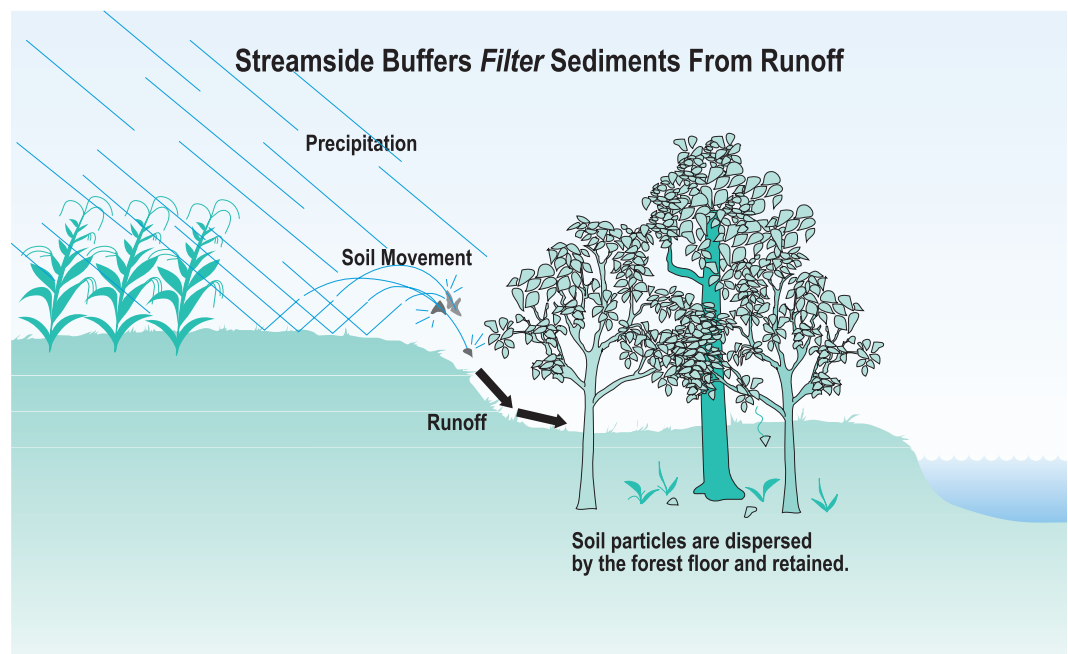 Streamside Buffers Filter Sediments From Runoff
Precipitation
Soil Movement
Runoff
Soil particles are dispersed
by the forest floor and retained.